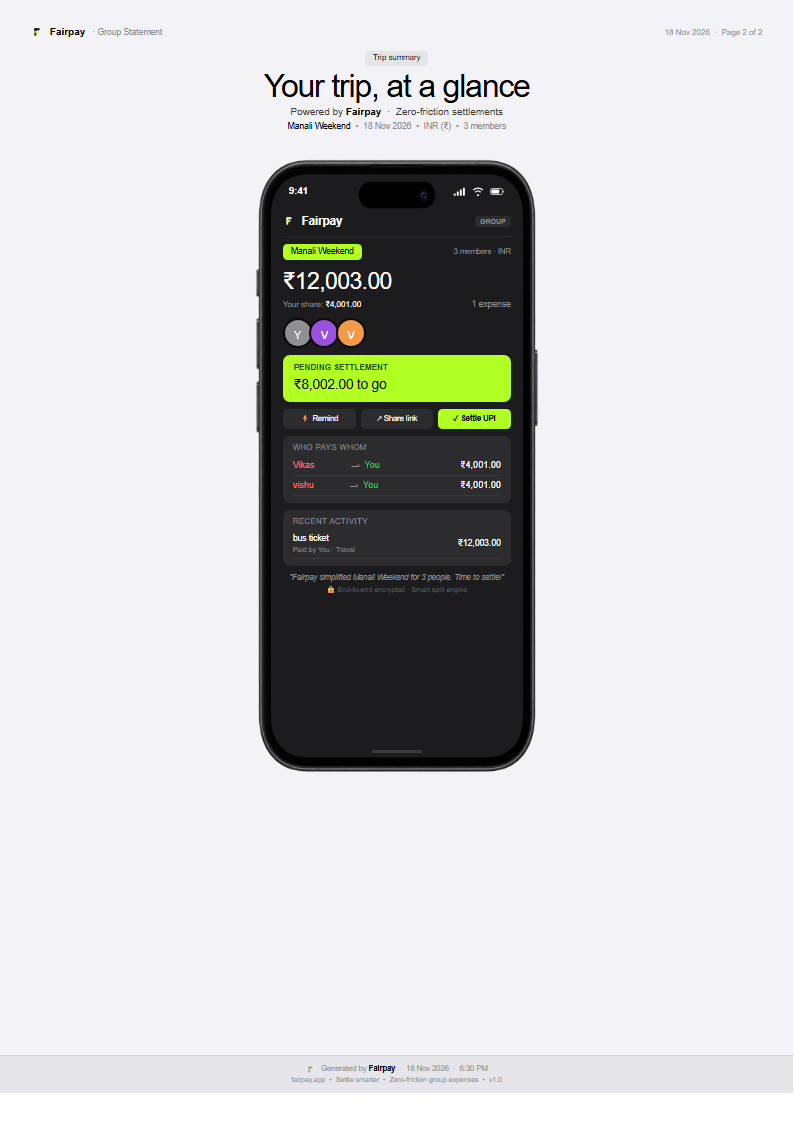 Fairpay · Group Statement
18 Nov 2026 · Page 2 of 2
Trip summary
Your trip, at a glance
Powered by Fairpay · Zero-friction settlements
Manali Weekend • 18 Nov 2026 • INR (₹) • 3 members
9:41
Fairpay
GROUP
Manali Weekend
3 members · INR
₹12,003.00
Your share: ₹4,001.00
1 expense
Y V V
PENDING SETTLEMENT
₹8,002.00 to go
Remind
↗ Share link
✓ Settle UPI
WHO PAYS WHOM
Vikas → You ₹4,001.00
vishu → You ₹4,001.00
RECENT ACTIVITY
bus ticket
₹12,003.00
Paid by You · Travel
"Fairpay simplified Manali Weekend for 3 people. Time to settle!"
🔒 End-to-end encrypted · Smart split engine
Generated by Fairpay · 18 Nov 2026 · 6:30 PM
fairpay.app • Settle smarter • Zero-friction group expenses • v1.0